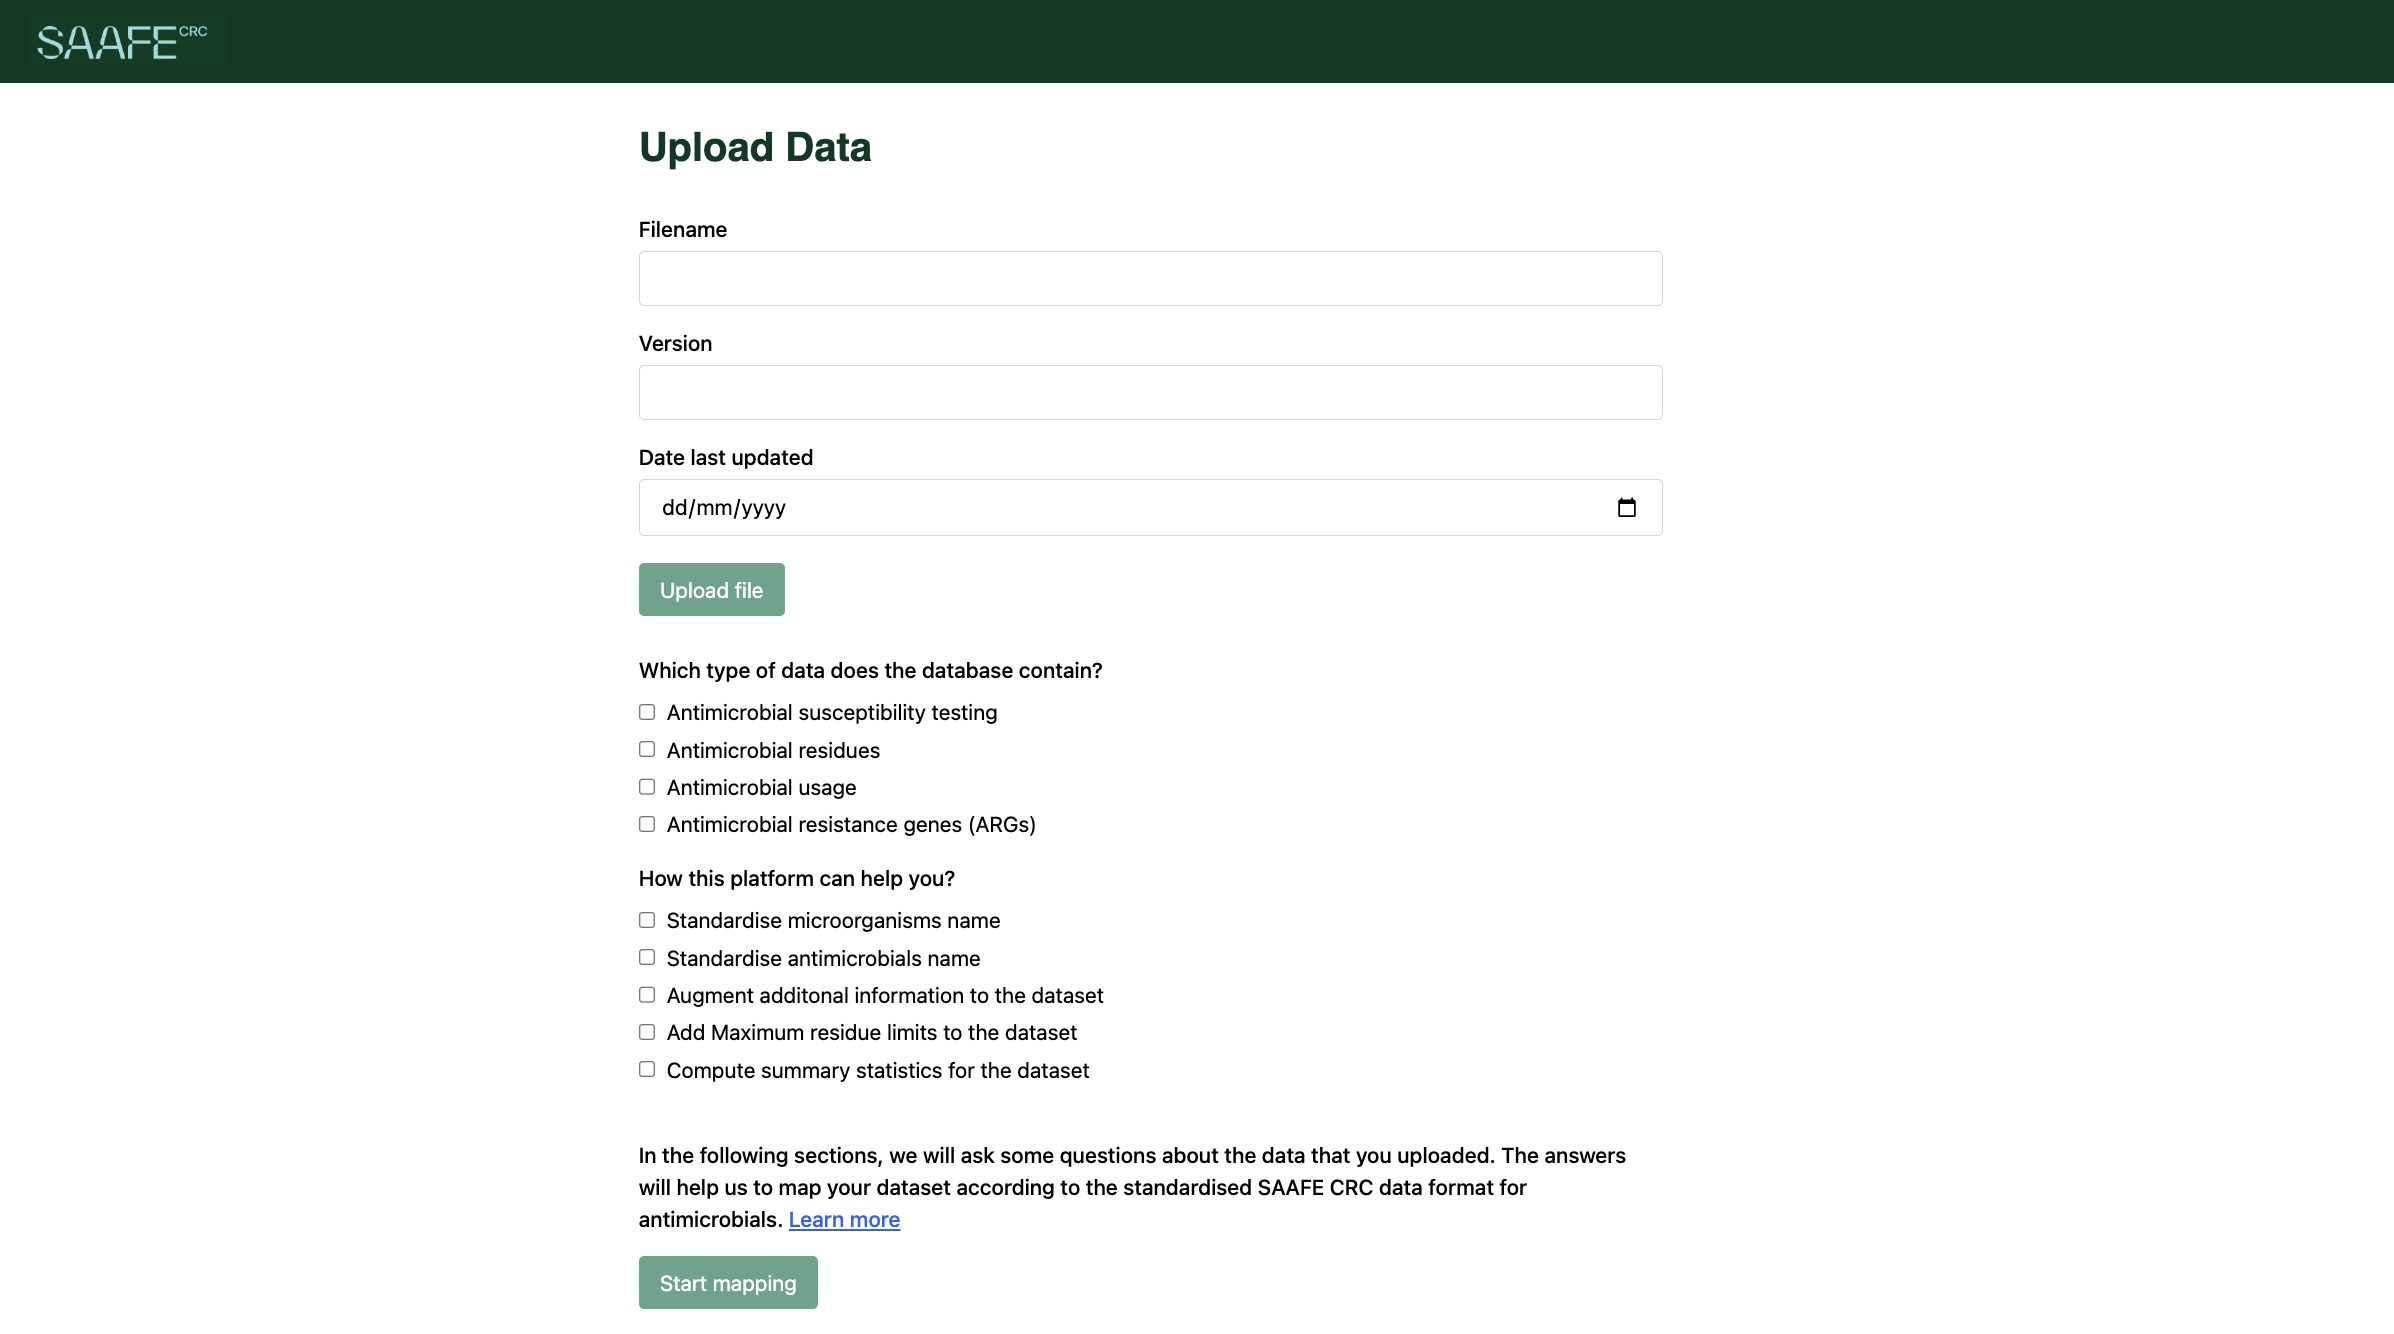 SAAFE CRC
Upload Data
Filename
Version
Date last updated
dd/mm/yyyy
Upload file
Which type of data does the database contain?
Antimicrobial susceptibility testing
Antimicrobial residues
Antimicrobial usage
Antimicrobial resistance genes (ARGs)
How this platform can help you?
Standardise microorganisms name
Standardise antimicrobials name
Augment additonal information to the dataset
Add Maximum residue limits to the dataset
Compute summary statistics for the dataset
In the following sections, we will ask some questions about the data that you uploaded. The answers
will help us to map your dataset according to the standardised SAAFE CRC data format for
antimicrobials. Learn more
Start mapping